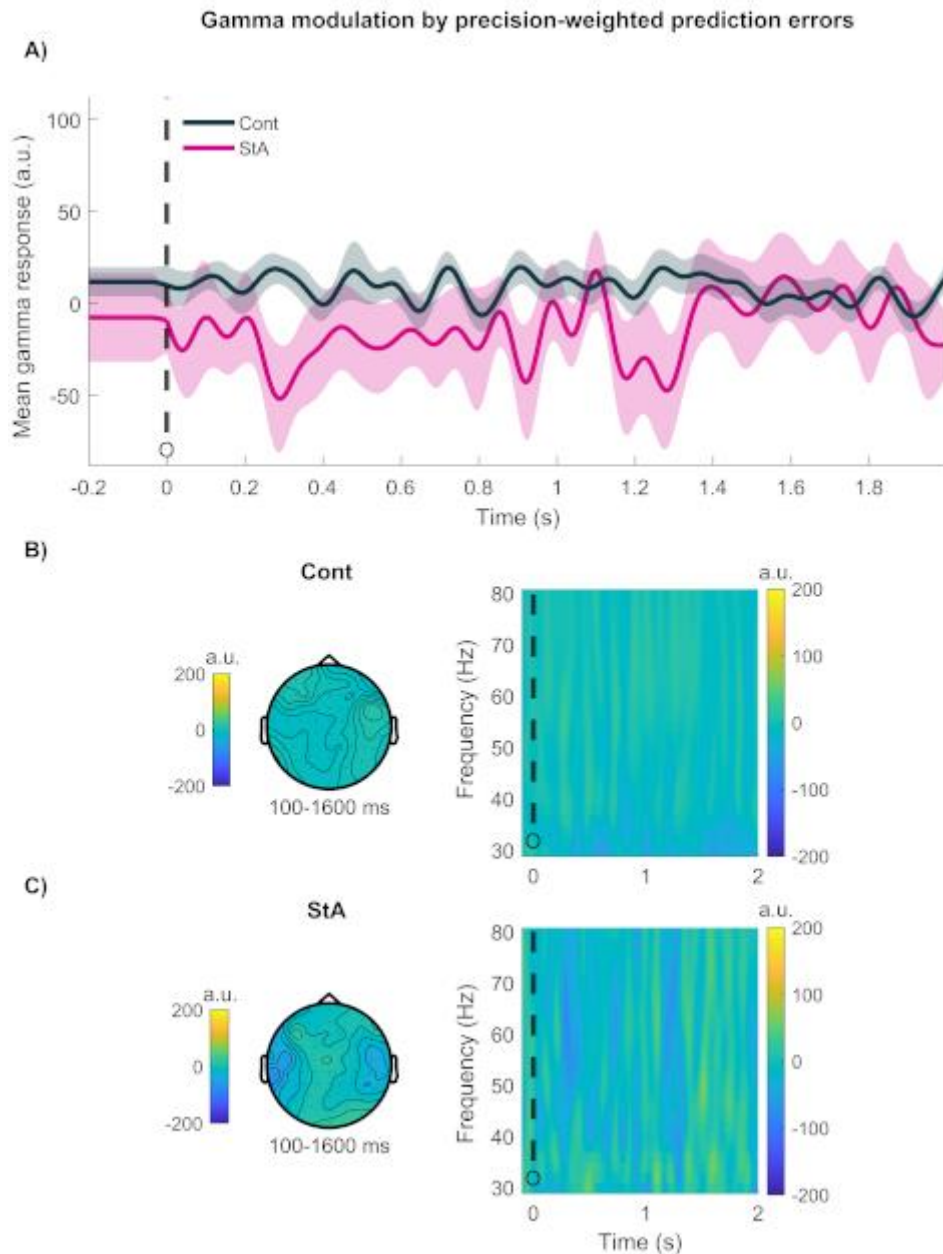 Gamma modulation by precision-weighted prediction errors
A)
Mean gamma response (a.u.)
100
50
0
-50
Cont
StA
-0.2 0 0.2 0.4 0.6 0.8 1 1.2 1.4 1.6 1.8
Time (s)
B)
Cont
a.u.
200
0
-200
100-1600 ms
Frequency (Hz)
80
70
60
50
40
30
0 1 2
a.u.
200
100
0
-100
-200
C)
StA
a.u.
200
0
-200
100-1600 ms
Frequency (Hz)
80
70
60
50
40
30
0 1 2
Time (s)
a.u.
200
100
0
-100
-200